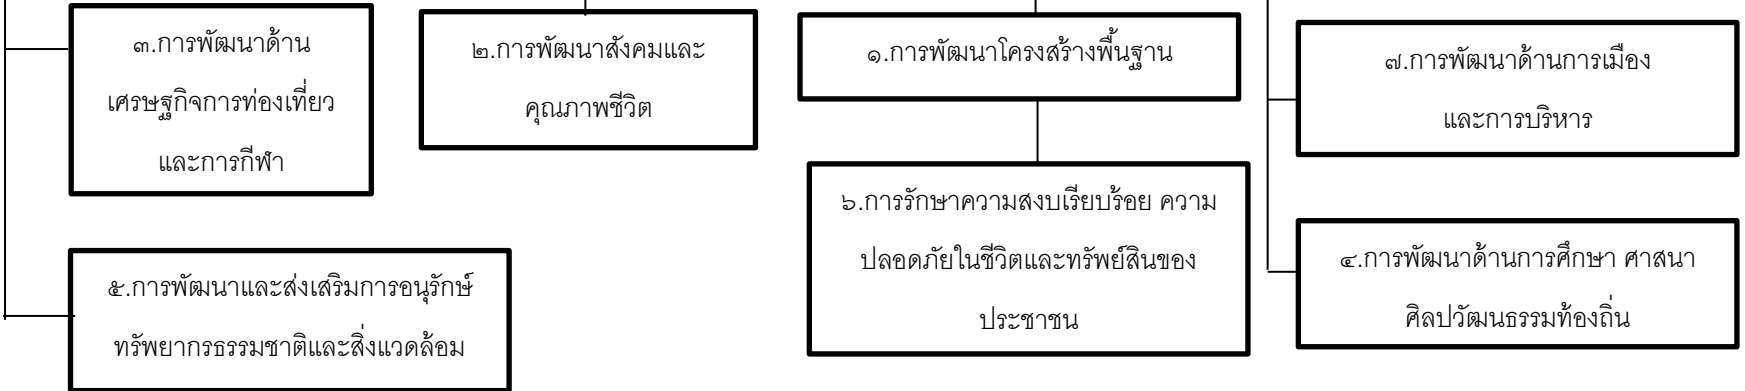 ๓.การพัฒนาด้าน
เศรษฐกิจการท่องเที่ยว
และการกีฬา
๒.การพัฒนาสังคมและ
คุณภาพชีวิต
๑.การพัฒนาโครงสร้างพื้นฐาน
๗.การพัฒนาด้านการเมือง
และการบริหาร
๖.การรักษาความสงบเรียบร้อย ความ
ปลอดภัยในชีวิตและทรัพย์สินของ
ประชาชน
๔.การพัฒนาด้านการศึกษา ศาสนา
ศิลปวัฒนธรรมท้องถิ่น
๕.การพัฒนาและส่งเสริมการอนุรักษ์
ทรัพยากรธรรมชาติและสิ่งแวดล้อม